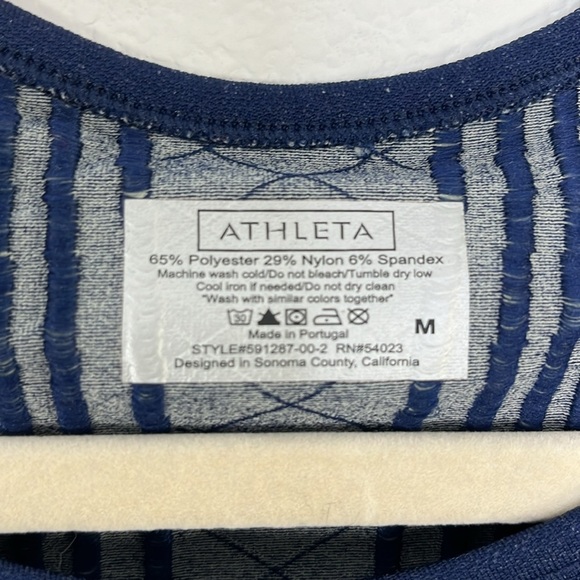 ATHLETA
65% Polyester 29% Nylon 6% Spandex
Machine wash cold/Do not bleach/Tumble dry low
Cool iron if needed/Do not dry clean
"Wash with similar colors together"
30
M
Made in Portugal
STYLE#591287-00-2 RN#54023
Designed in Sonoma County, California